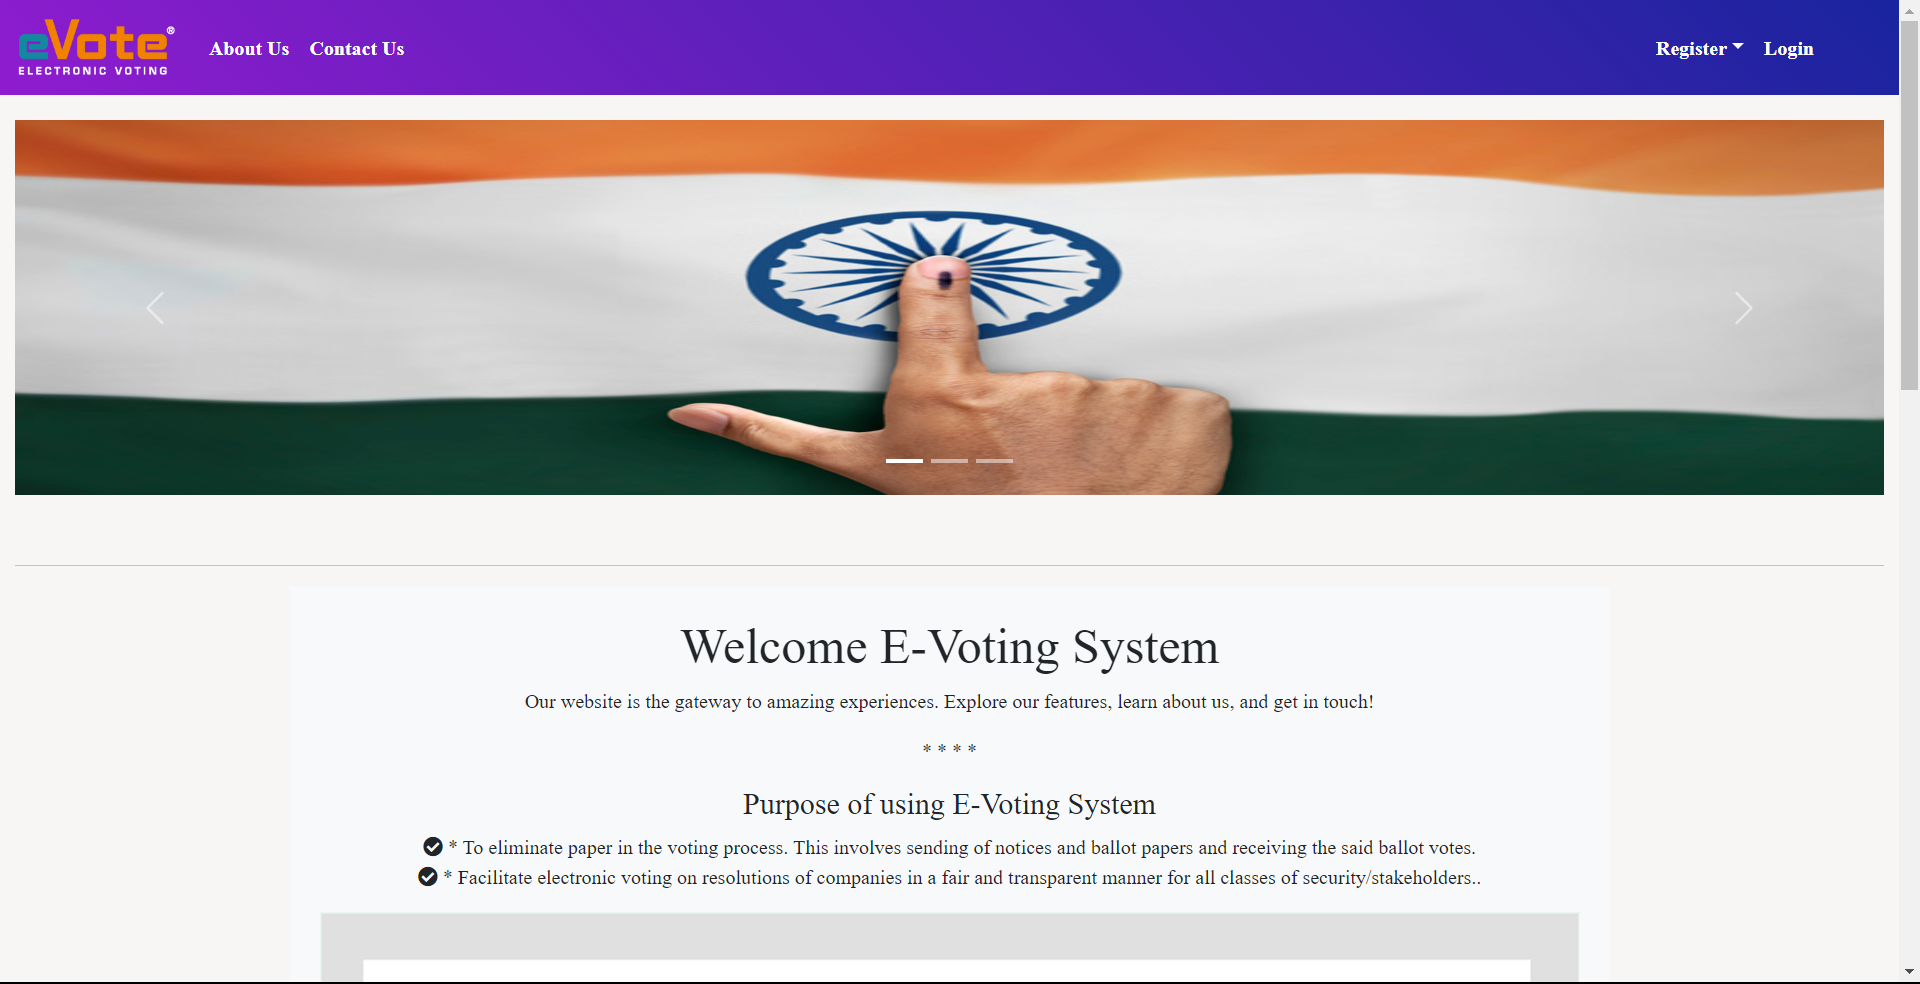 eVote®
ELECTRONIC VOTING
About Us
Contact Us
Register
Login
Welcome E-Voting System
Our website is the gateway to amazing experiences. Explore our features, learn about us, and get in touch!
* * * *
Purpose of using E-Voting System
* To eliminate paper in the voting process. This involves sending of notices and ballot papers and receiving the said ballot votes.
* Facilitate electronic voting on resolutions of companies in a fair and transparent manner for all classes of security/stakeholders..